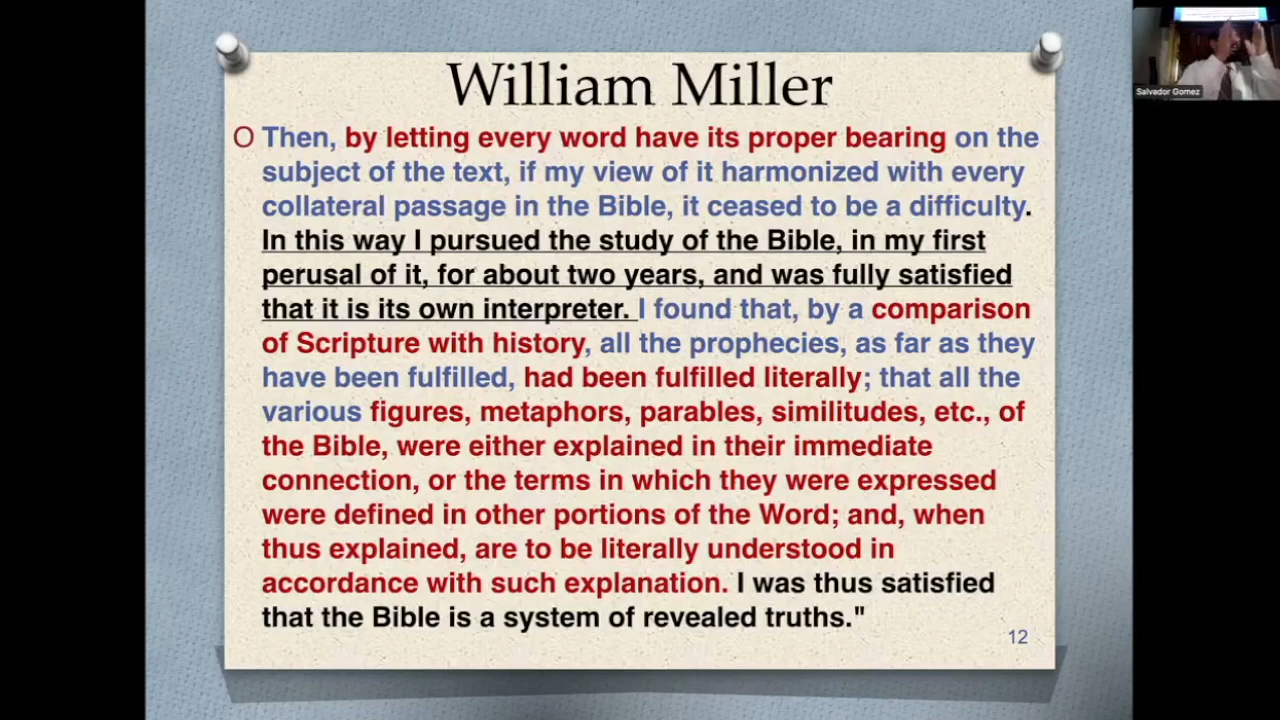 William Miller
O Then, by letting every word have its proper bearing on the
subject of the text, if my view of it harmonized with every
collateral passage in the Bible, it ceased to be a difficulty.
In this way I pursued the study of the Bible, in my first
perusal of it, for about two years, and was fully satisfied
that it is its own interpreter. I found that, by a comparison
of Scripture with history, all the prophecies, as far as they
have been fulfilled, had been fulfilled literally; that all the
various figures, metaphors, parables, similitudes, etc., of
the Bible, were either explained in their immediate
connection, or the terms in which they were expressed
were defined in other portions of the Word; and, when
thus explained, are to be literally understood in
accordance with such explanation. I was thus satisfied
that the Bible is a system of revealed truths."
12
Salvador Gomez